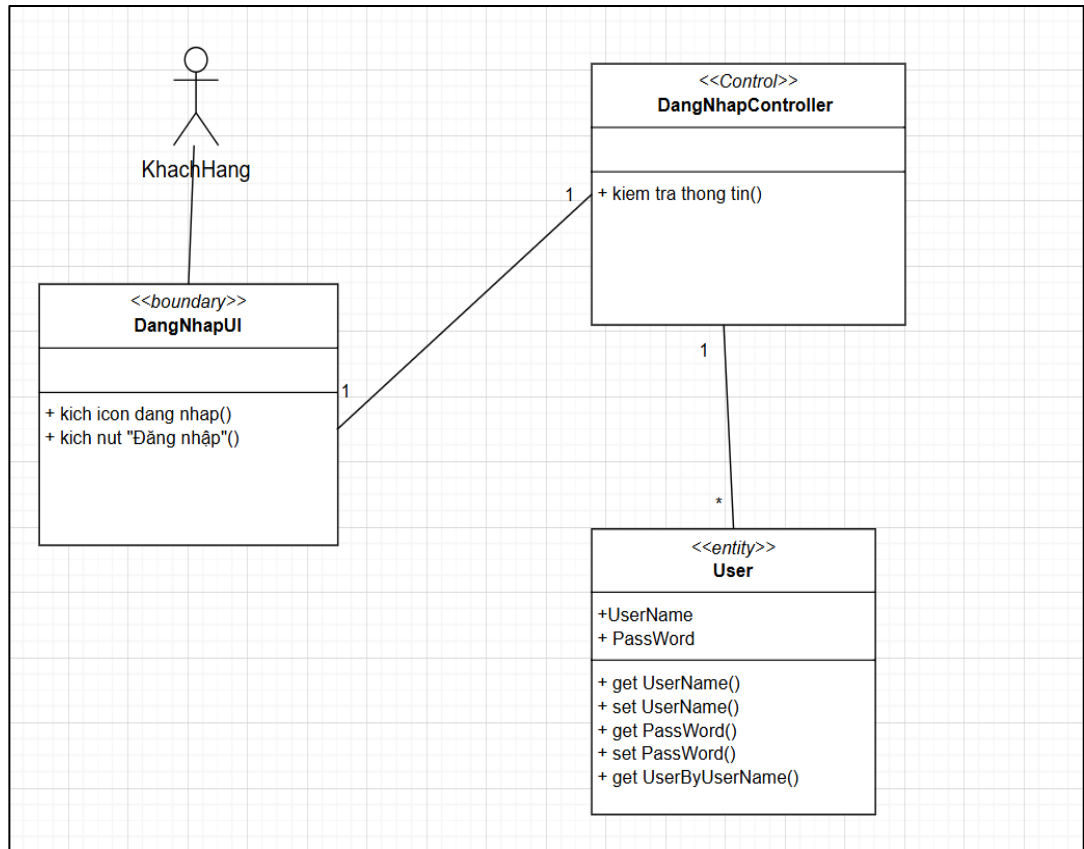 KhachHang
<<boundary>>
DangNhapUI
+ kich icon dang nhap()
+ kich nut "Đăng nhập"()
1
1
<<Control>>
DangNhapController
+ kiem tra thong tin()
1
*
<<entity>>
User
+UserName
+ PassWord
+ get UserName()
+ set UserName()
+ get PassWord()
+ set PassWord()
+ get UserByUserName()